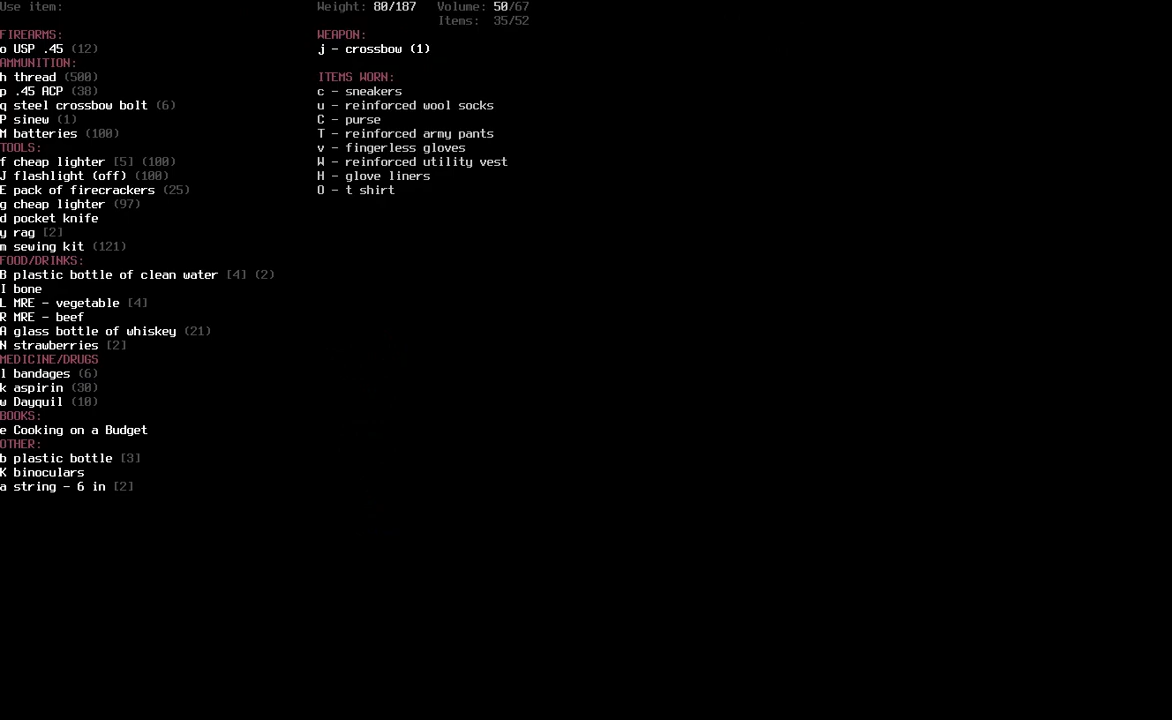 Use item:
Weight: 80/187 Volume: 50/67
Items: 35/52
FIREARMS:
o USP .45 (12)
AMMUNITION:
h thread (500)
p .45 ACP (38)
q steel crossbow bolt (6)
P sinew (1)
M batteries (100)
TOOLS:
f cheap lighter [5] (100)
J flashlight (off) (100)
E pack of firecrackers (25)
g cheap lighter (97)
d pocket knife
y rag [2]
m sewing kit (121)
FOOD/DRINKS:
B plastic bottle of clean water [4] (2)
I bone
L MRE - vegetable [4]
R MRE - beef
A glass bottle of whiskey (21)
N strawberries [2]
MEDICINE/DRUGS
l bandages (6)
k aspirin (30)
w Dayquil (10)
BOOKS:
e Cooking on a Budget
OTHER:
b plastic bottle [3]
K binoculars
a string - 6 in [2]
WEAPON:
j - crossbow (1)
ITEMS WORN:
c - sneakers
u - reinforced wool socks
C - purse
T - reinforced army pants
v - fingerless gloves
W - reinforced utility vest
H - glove liners
O - t shirt